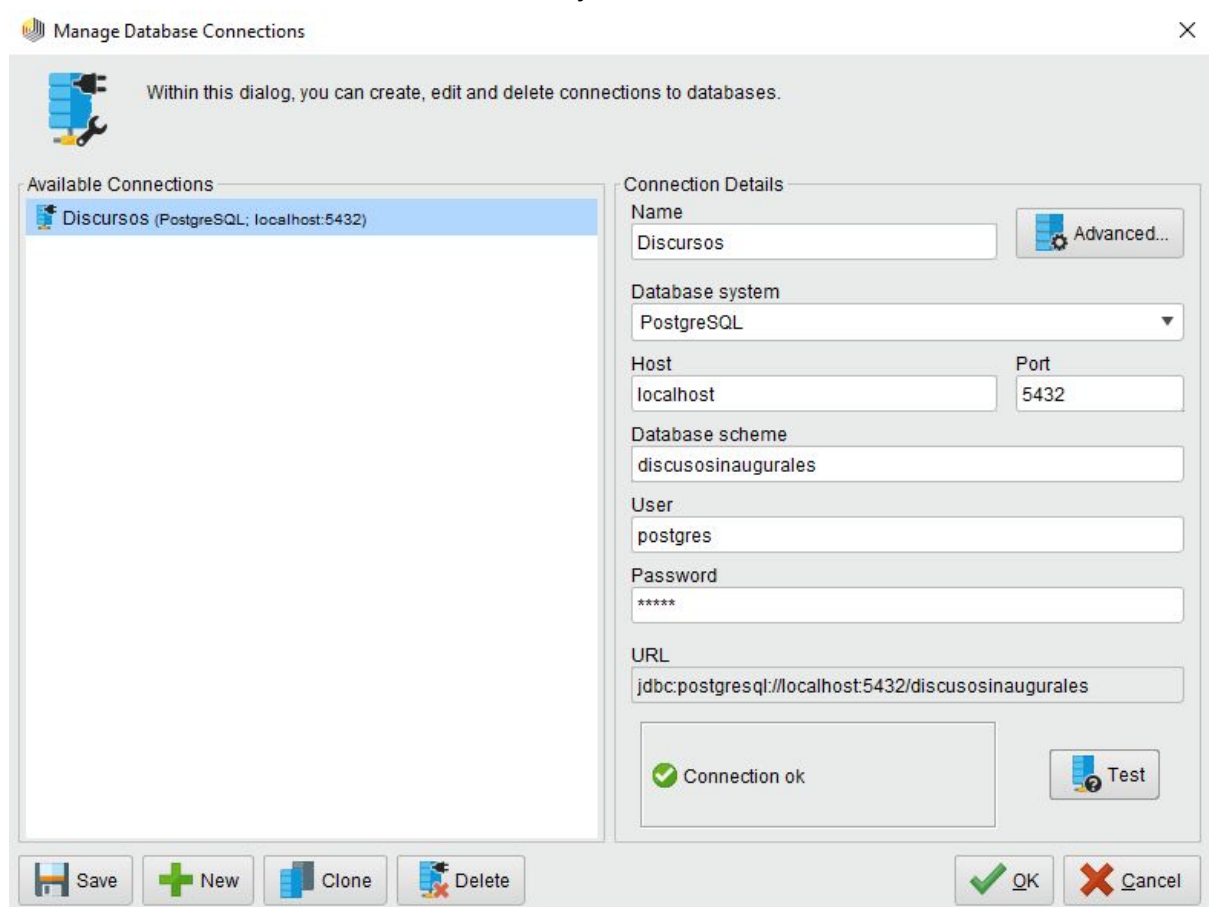 Manage Database Connections
Within this dialog, you can create, edit and delete connections to databases.
Available Connections
Discursos (PostgreSQL; localhost:5432)
Connection Details
Name
Discursos
Advanced...
Database system
PostgreSQL
Host
Port
localhost
5432
Database scheme
discusosinaugurales
User
postgres
Password
*****
URL
jdbc:postgresql://localhost:5432/discusosinaugurales
Connection ok
Test
Save
New
Clone
Delete
OK
Cancel